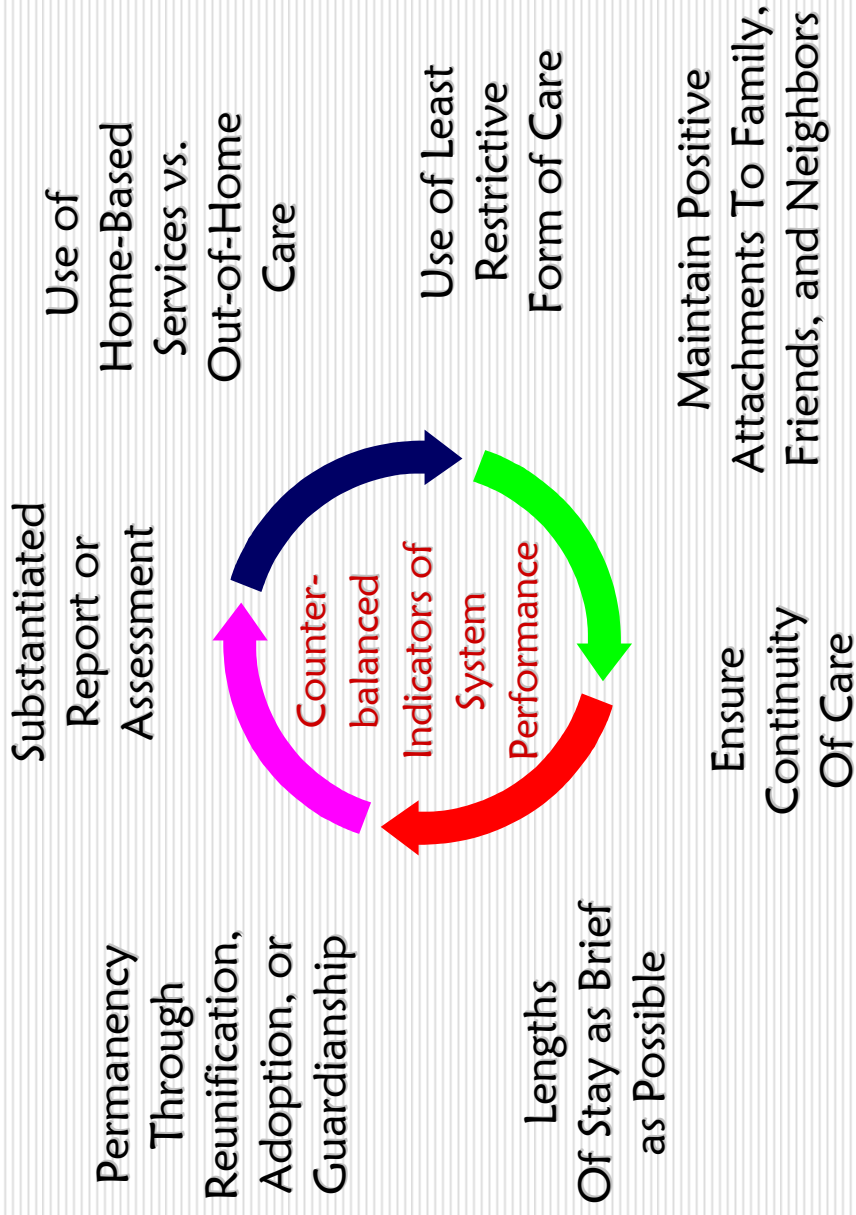 Substantiated
Report or
Assessment
Use of
Home-Based
Services vs.
Out-of-Home
Care
Use of Least
Restrictive
Form of Care
Maintain Positive
Attachments To Family,
Friends, and Neighbors
Ensure
Continuity
Of Care
Lengths
Of Stay as Brief
as Possible
Permanency
Through
Reunification,
Adoption, or
Guardianship
Counter-
balanced
Indicators of
System
Performance